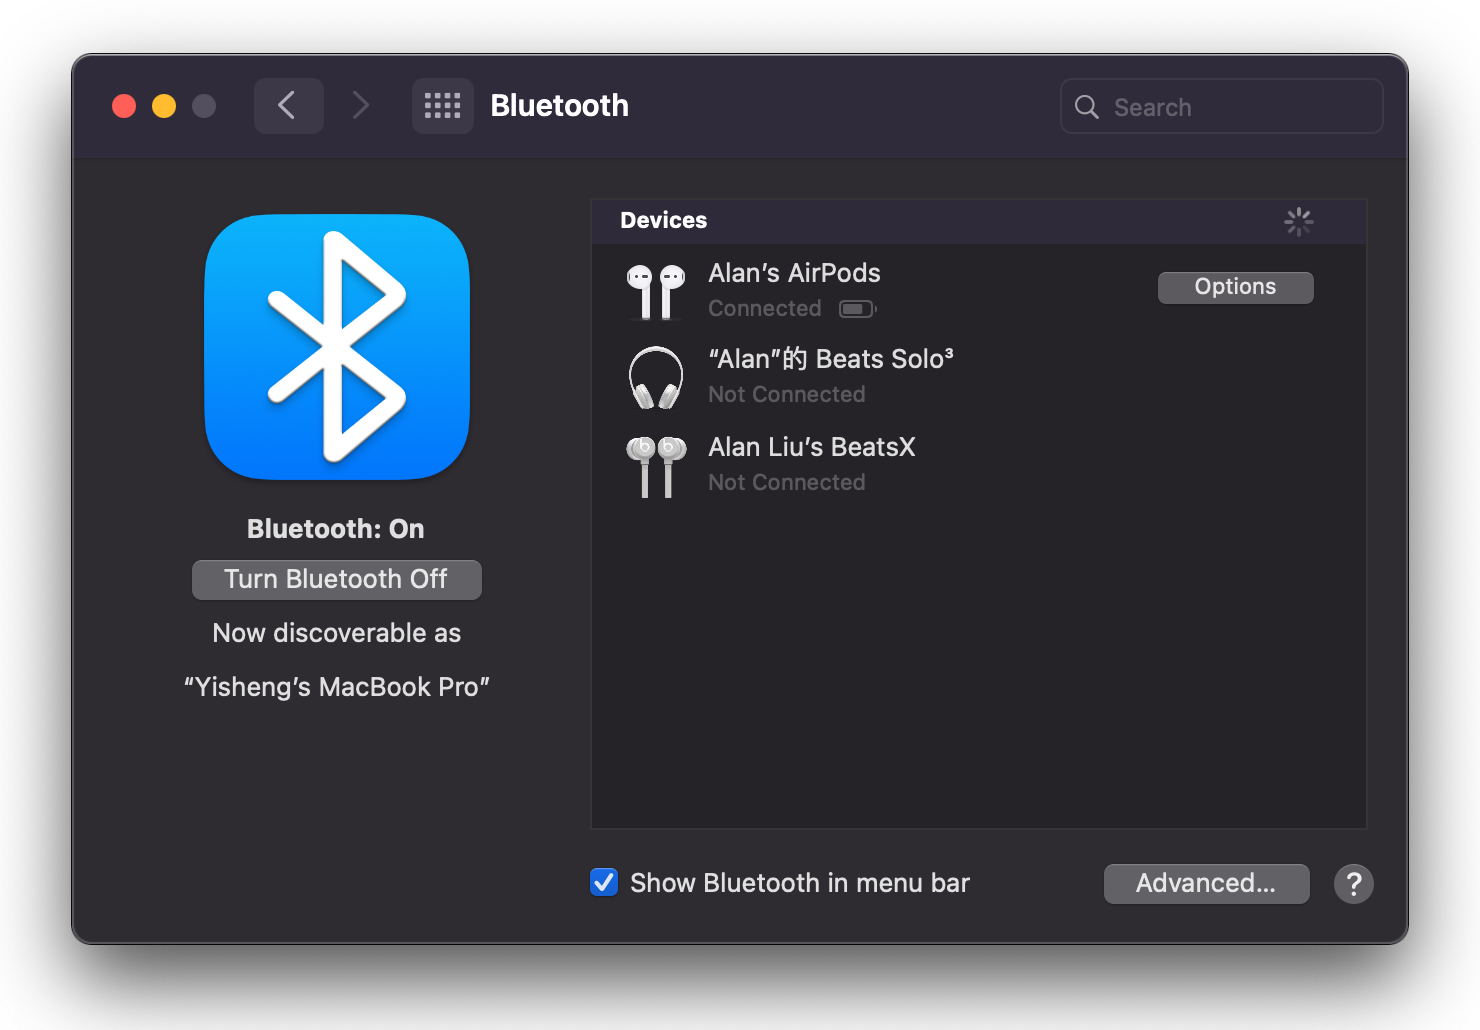 Bluetooth
Search
Bluetooth: On
Turn Bluetooth Off
Now discoverable as
“Yisheng’s MacBook Pro”
Devices
Alan’s AirPods
Connected
Options
“Alan”的 Beats Solo³
Not Connected
Alan Liu’s BeatsX
Not Connected
Show Bluetooth in menu bar
Advanced...
?